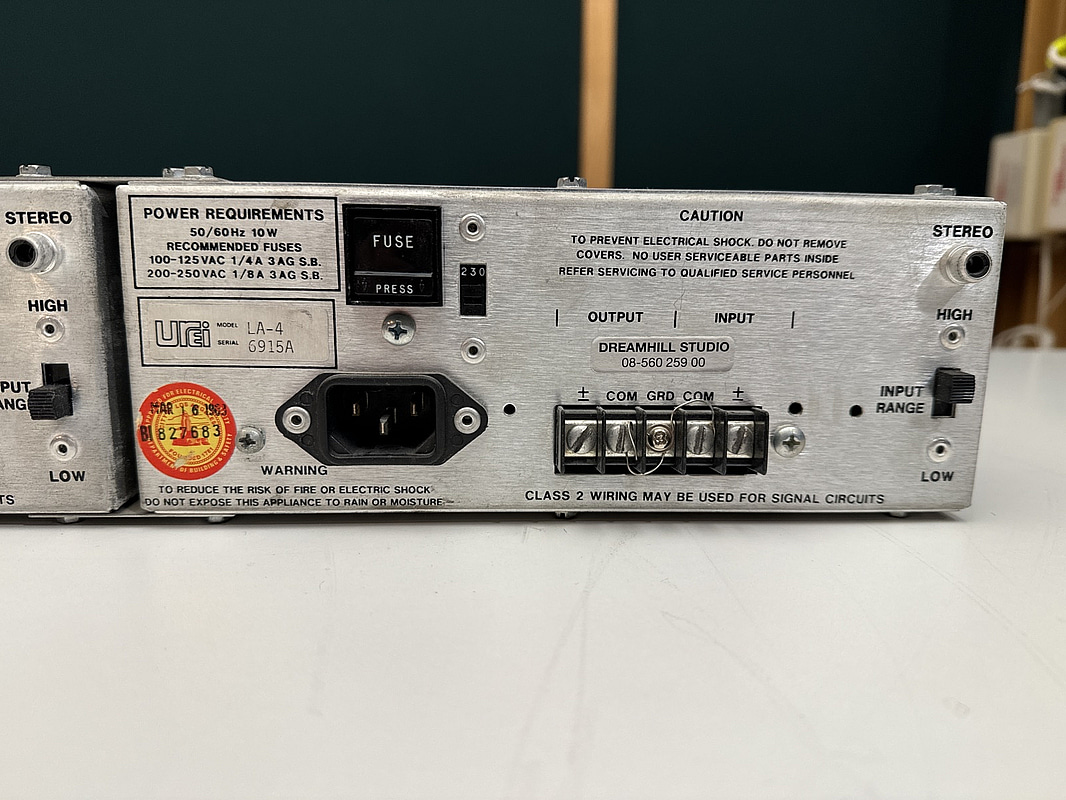 STEREO
HIGH
LOW
POWER REQUIREMENTS
50/60Hz 10W
RECOMMENDED FUSES
100-125VAC 1/4A 3AG S.B.
200-250VAC 1/8A 3AG S.B.
FUSE
PRESS
230
UREI
MODEL LA-4
SERIAL 6915A
MAR 16 1982
827683
WARNING
TO REDUCE THE RISK OF FIRE OR ELECTRIC SHOCK
DO NOT EXPOSE THIS APPLIANCE TO RAIN OR MOISTURE
CAUTION
TO PREVENT ELECTRICAL SHOCK. DO NOT REMOVE
COVERS. NO USER SERVICEABLE PARTS INSIDE
REFER SERVICING TO QUALIFIED SERVICE PERSONNEL
OUTPUT INPUT
DREAMHILL STUDIO
08-560 259 00
± COM GRD COM ±
CLASS 2 WIRING MAY BE USED FOR SIGNAL CIRCUITS
STEREO
HIGH
INPUT
RANGE
LOW